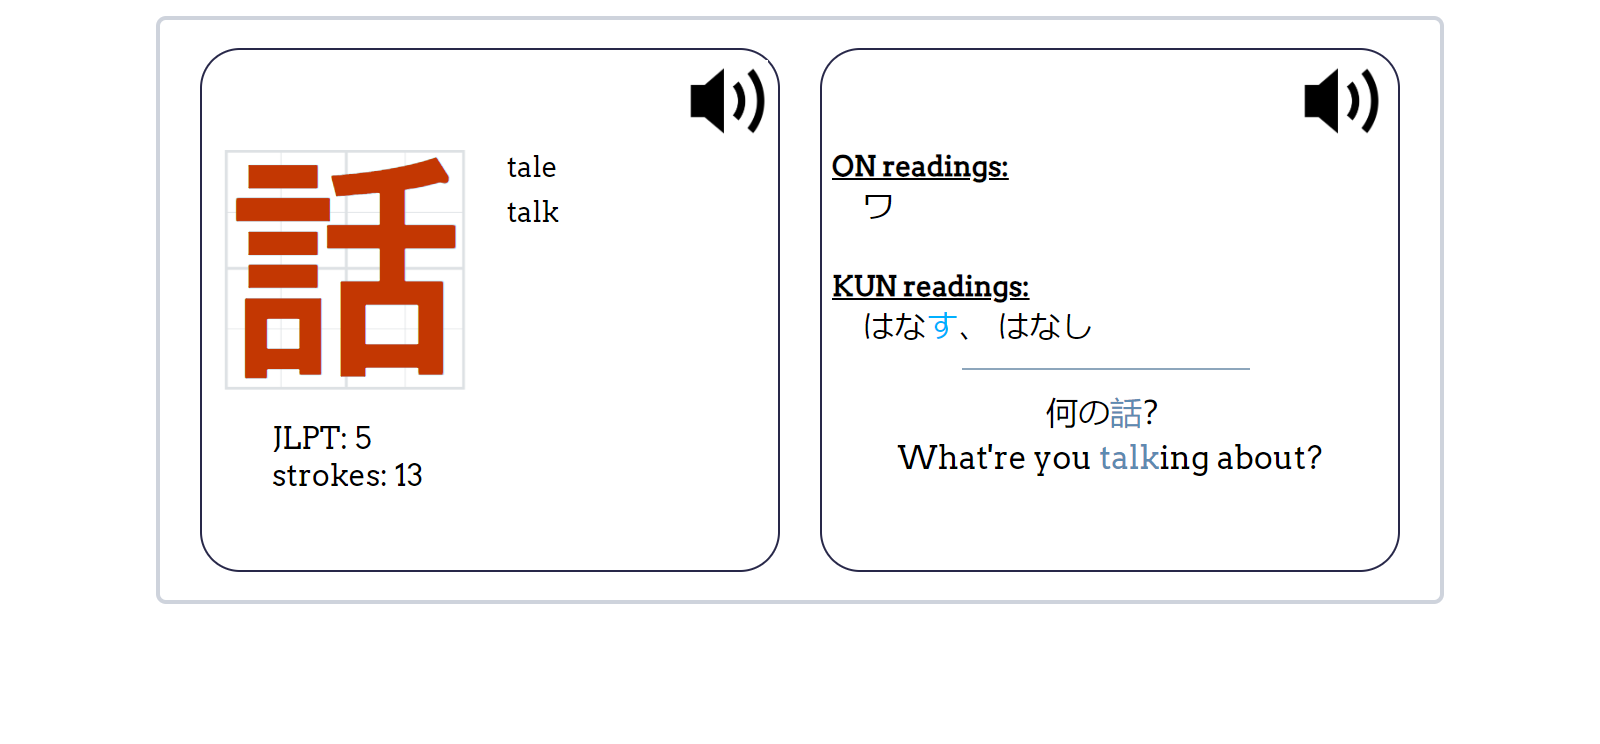 話
tale
talk
JLPT: 5
strokes: 13
ON readings:
ワ
KUN readings:
はなす、 はなし
何の話?
What're you talking about?